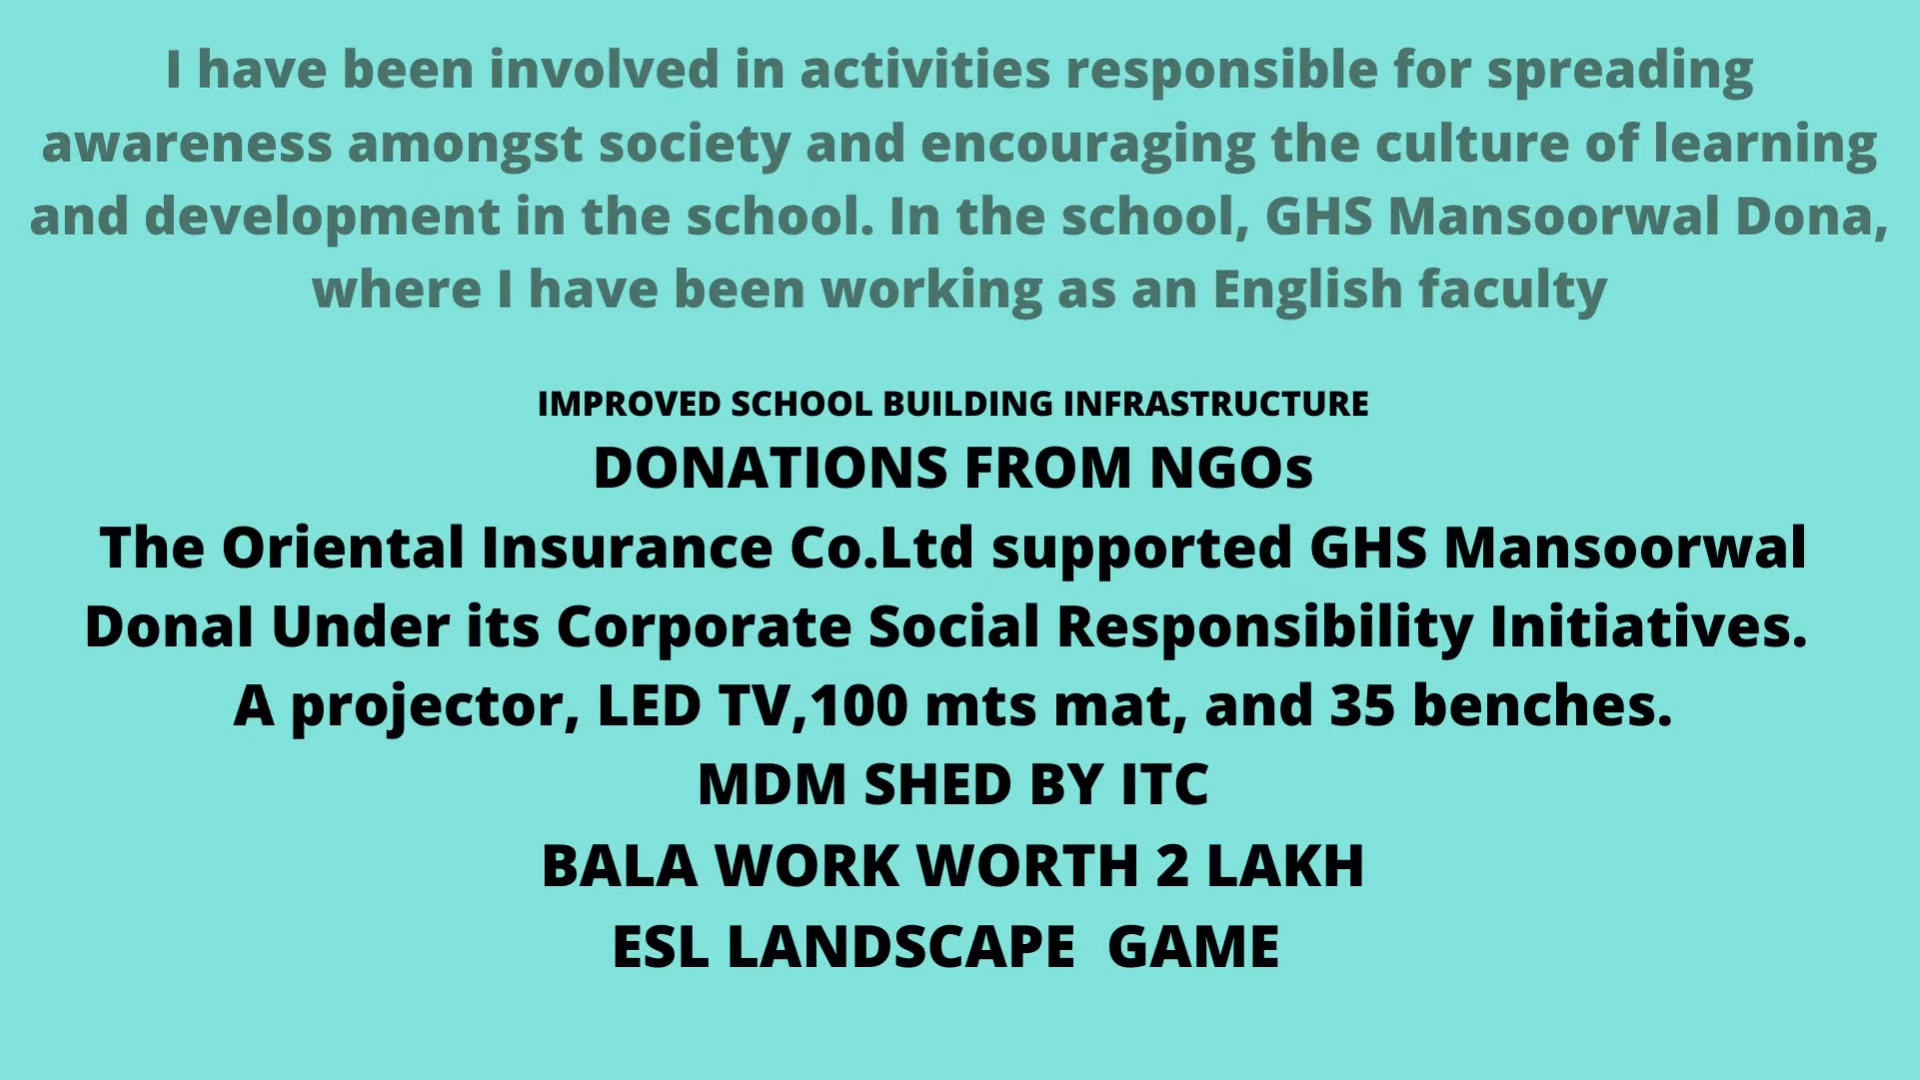 I have been involved in activities responsible for spreading
awareness amongst society and encouraging the culture of learning
and development in the school. In the school, GHS Mansoorwal Dona,
where I have been working as an English faculty
IMPROVED SCHOOL BUILDING INFRASTRUCTURE
DONATIONS FROM NGOs
The Oriental Insurance Co.Ltd supported GHS Mansoorwal
DonaI Under its Corporate Social Responsibility Initiatives.
A projector, LED TV,100 mts mat, and 35 benches.
MDM SHED BY ITC
BALA WORK WORTH 2 LAKH
ESL LANDSCAPE  GAME